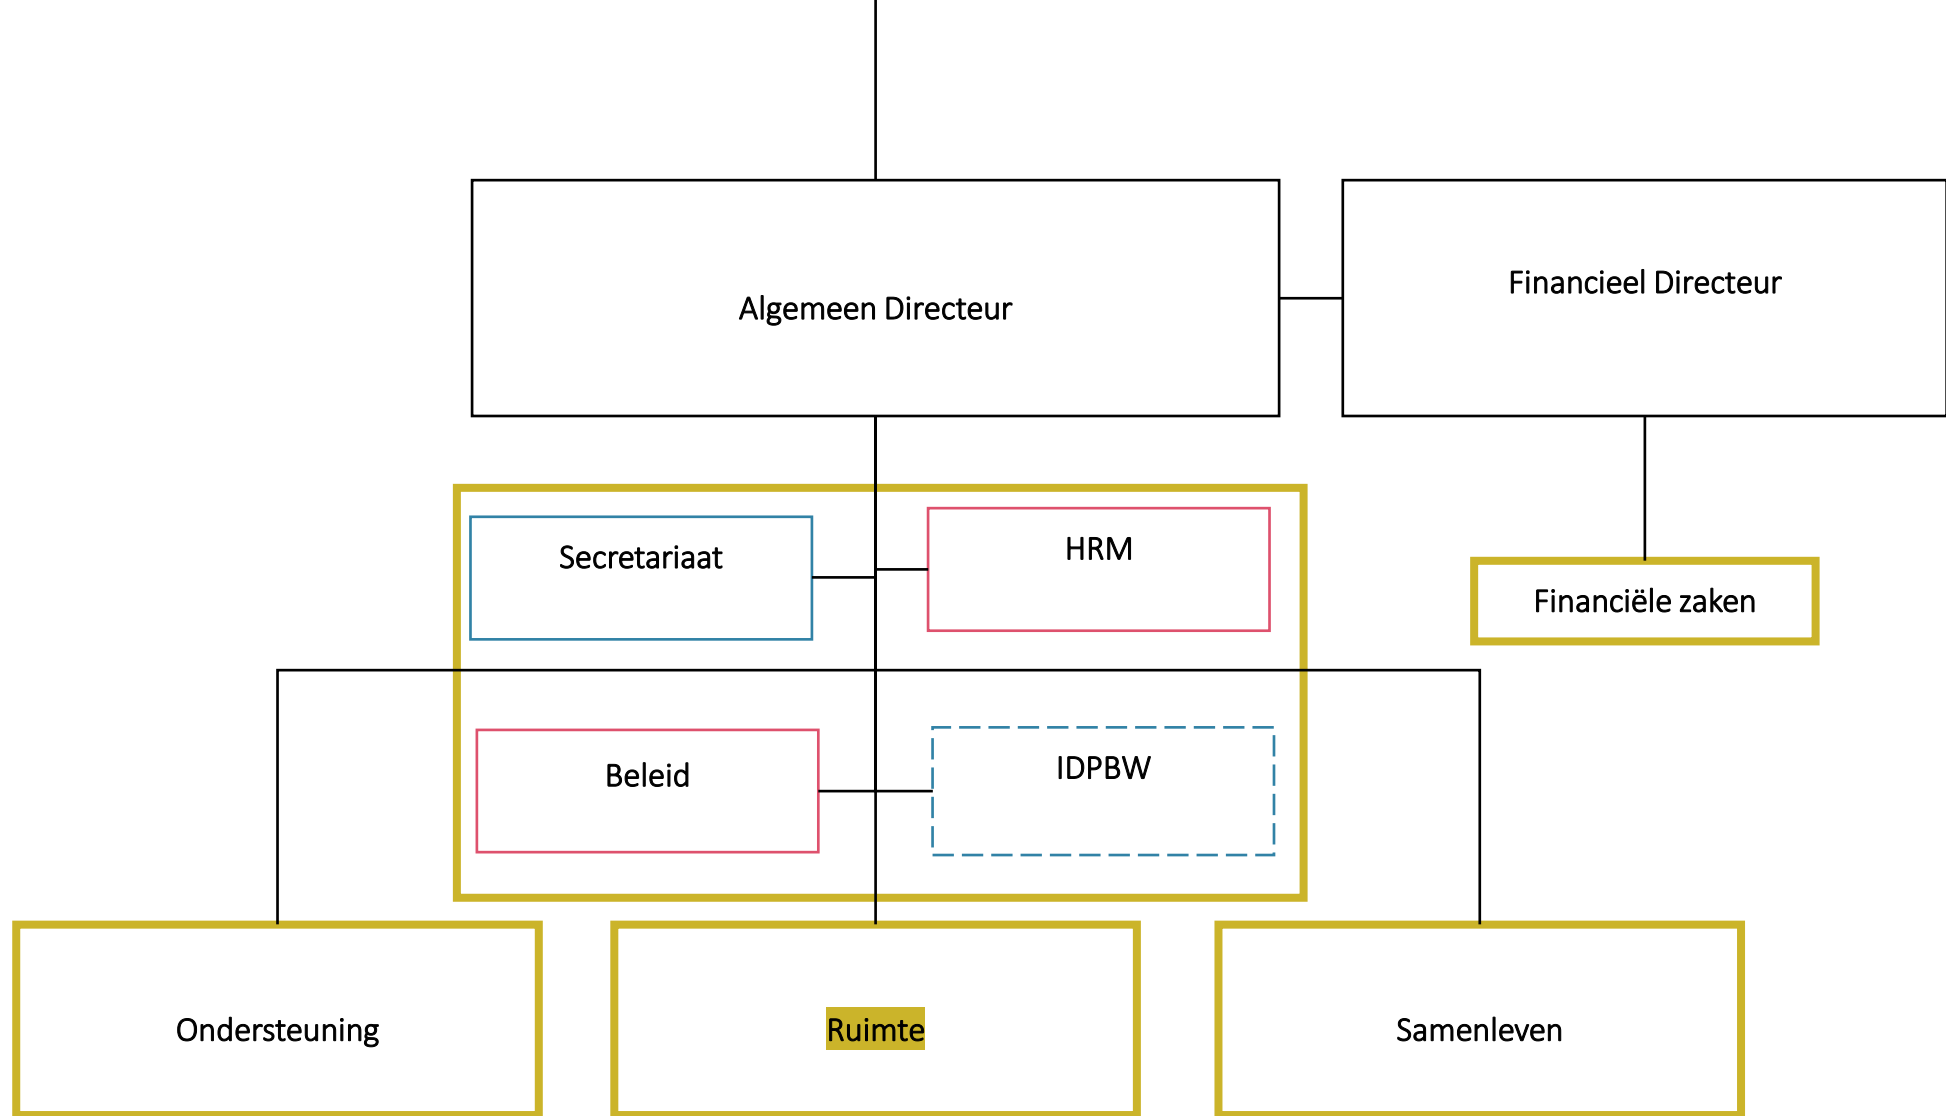 Algemeen Directeur
Financieel Directeur
Secretariaat
HRM
Financiële zaken
Beleid
IDPBW
Ondersteuning
Ruimte
Samenleven